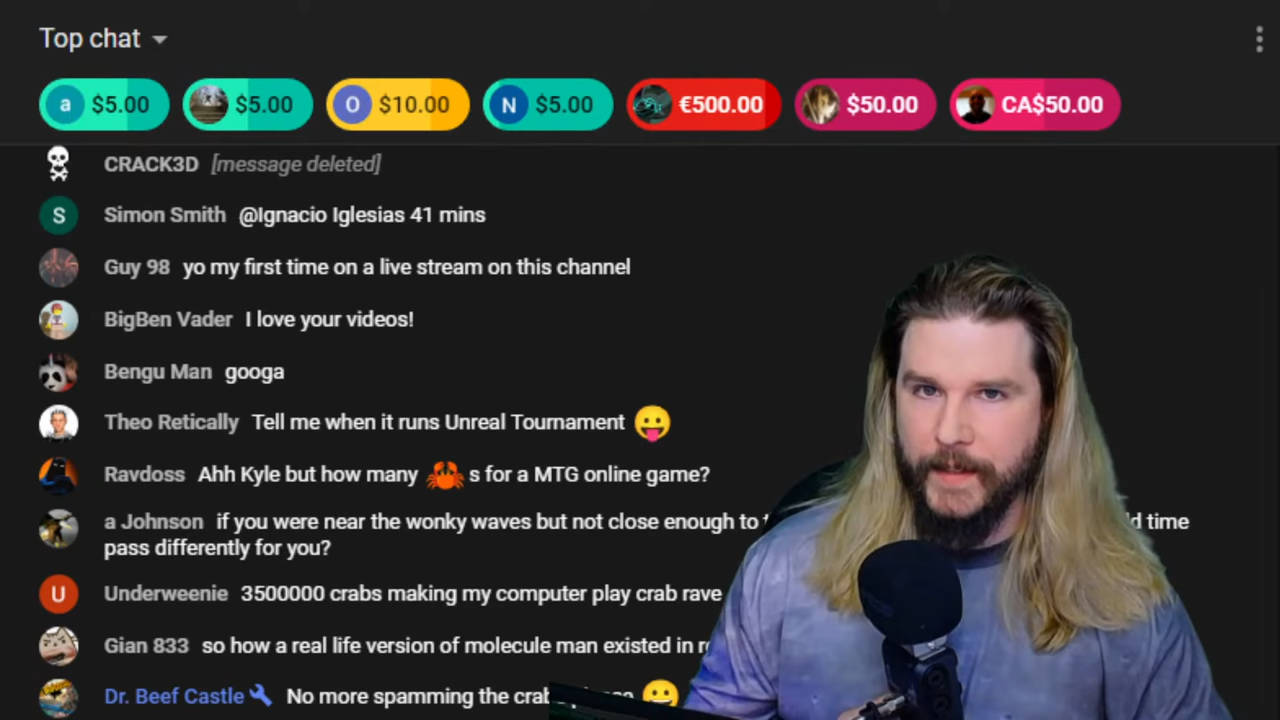 Top chat
a $5.00 $5.00 O $10.00 N $5.00 €500.00 $50.00 CA$50.00
CRACK3D [message deleted]
S Simon Smith @Ignacio Iglesias 41 mins
Guy 98 yo my first time on a live stream on this channel
BigBen Vader I love your videos!
Bengu Man googa
Theo Retically Tell me when it runs Unreal Tournament 😛
Ravdoss Ahh Kyle but how many 🦀 s for a MTG online game?
a Johnson if you were near the wonky waves but not close enough to time
pass differently for you?
U Underweenie 3500000 crabs making my computer play crab rave
Gian 833 so how a real life version of molecule man existed in
Dr. Beef Castle 🔧 No more spamming the 😀